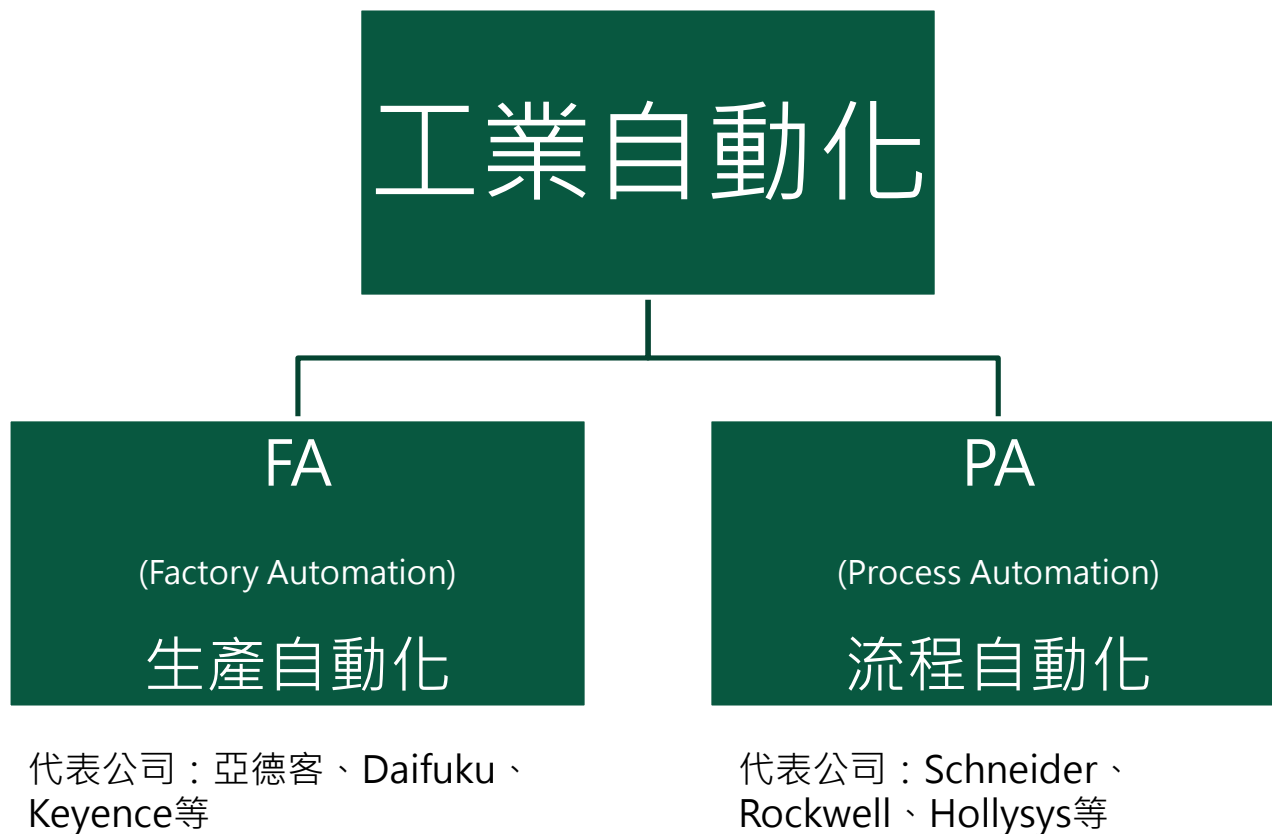 工業自動化
FA
(Factory Automation)
生產自動化
PA
(Process Automation)
流程自動化
代表公司：亞德客、Daifuku、
Keyence等
代表公司：Schneider、
Rockwell、Hollysys等